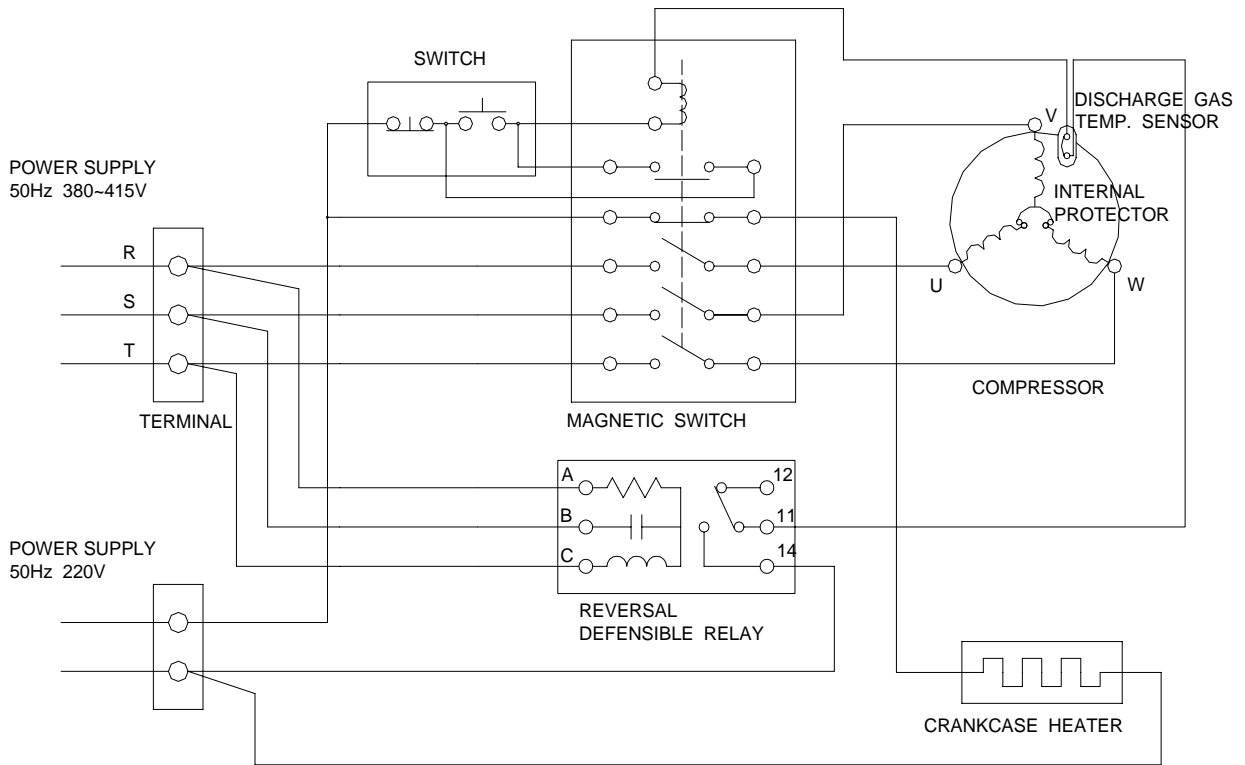 SWITCH
POWER SUPPLY
50Hz 380~415V
R
S
T
TERMINAL
MAGNETIC SWITCH
V
DISCHARGE GAS
TEMP. SENSOR
INTERNAL
PROTECTOR
U
W
COMPRESSOR
A
B
C
12
11
14
REVERSAL
DEFENSIBLE RELAY
POWER SUPPLY
50Hz 220V
CRANKCASE HEATER